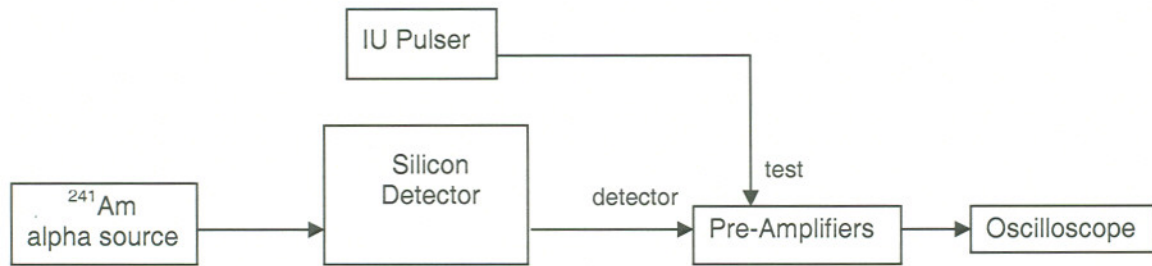 IU Pulser
Silicon
Detector
test
detector
²⁴¹Am
alpha source
Pre-Amplifiers
Oscilloscope